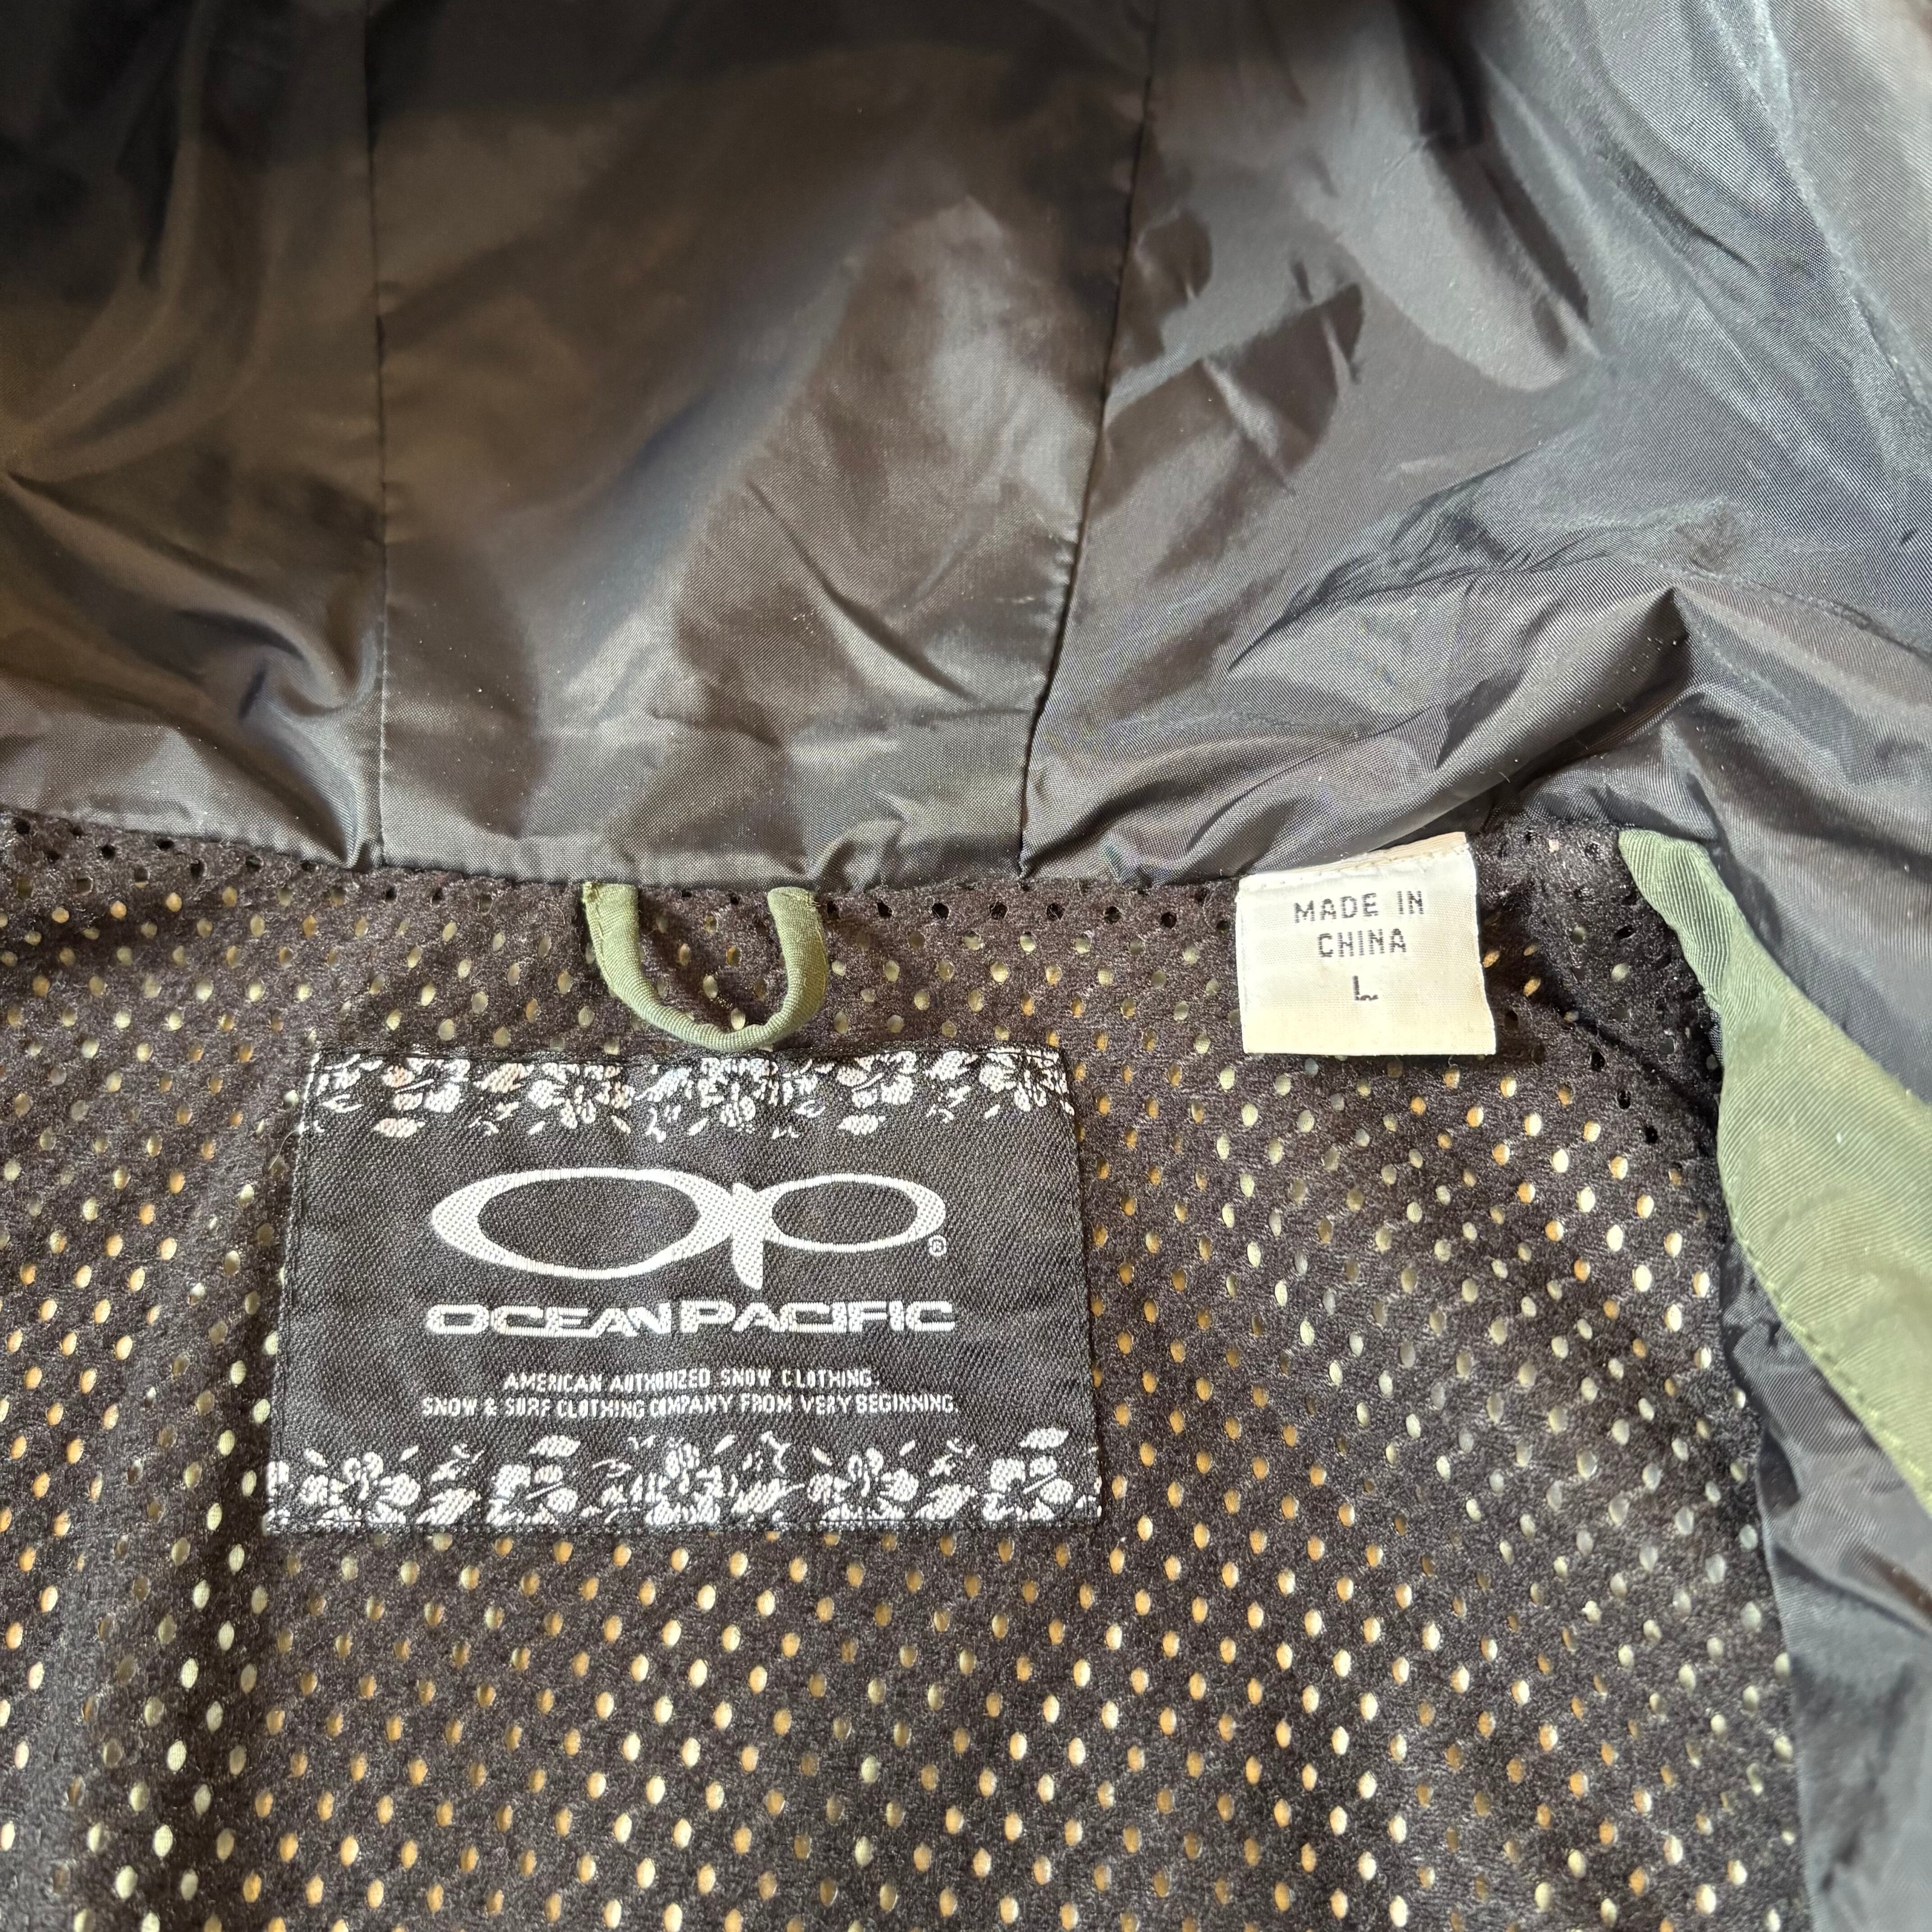 MADE IN
CHINA
L
Op®
OCEAN PACIFIC
AMERICAN AUTHORIZED SNOW CLOTHING.
SNOW & SURF CLOTHING COMPANY FROM VERY BEGINNING.